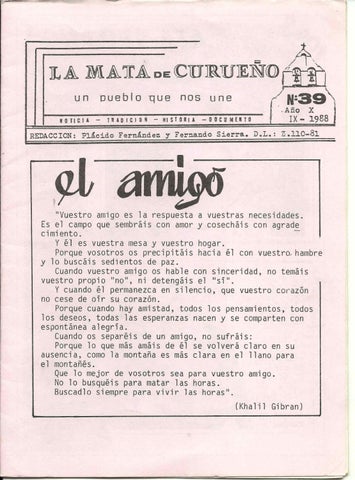 LA MATA DE CURUEÑO
un pueblo que nos une
NOTICIA - TRADICION - HISTORIA - DOCUMENTO
Nº39
Año X
IX - 1988
REDACCION: Plácido Fernández y Fernando Sierra. D.L.: Z.110-81
el amigo
"Vuestro amigo es la respuesta a vuestras necesidades.
Es el campo que sembráis con amor y cosecháis con agrade
cimiento.
Y él es vuestra mesa y vuestro hogar.
Porque vosotros os precipitáis hacia él con vuestro hambre
y lo buscáis sedientos de paz.
Cuando vuestro amigo os hable con sinceridad, no temáis
vuestro propio "no", ni detengáis el "sí".
Y cuando él permanezca en silencio, que vuestro corazón
no cese de oír su corazón.
Porque cuando hay amistad, todos los pensamientos, todos
los deseos, todas las esperanzas nacen y se comparten con
espontánea alegría.
Cuando os separéis de un amigo, no sufráis:
Porque lo que más amáis de él se volverá claro en su
ausencia, como la montaña es más clara en el llano para
el montañés.
Que lo mejor de vosotros sea para vuestro amigo.
No lo busquéis para matar las horas.
Buscadlo siempre para vivir las horas".
(Khalil Gibran)